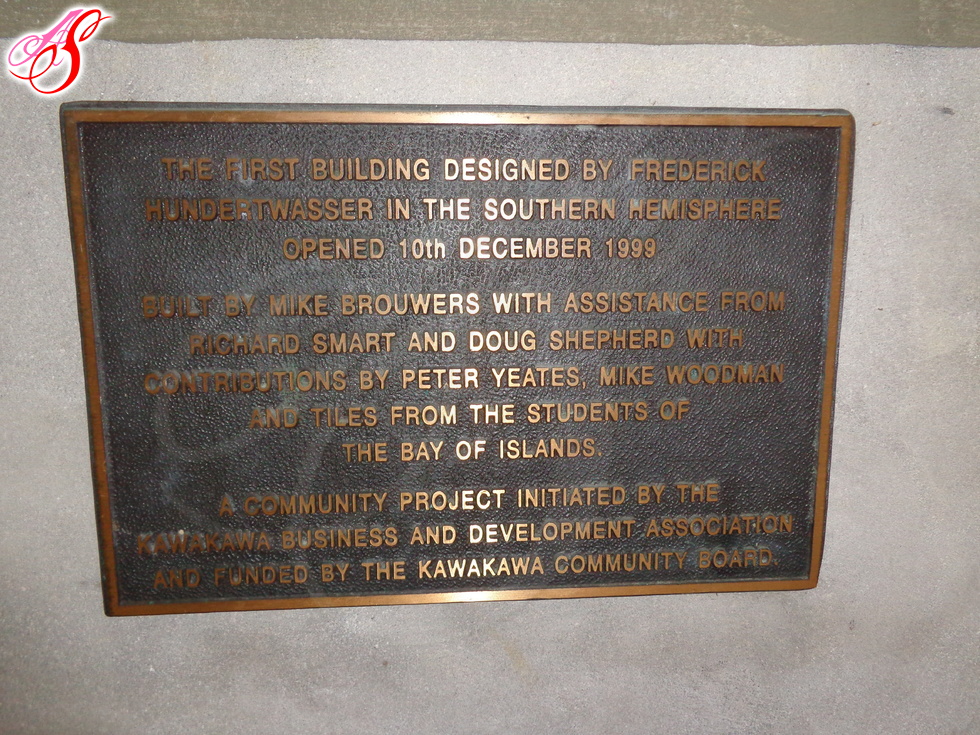 AS
THE FIRST BUILDING DESIGNED BY FREDERICK
HUNDERTWASSER IN THE SOUTHERN HEMISPHERE
OPENED 10th DECEMBER 1999
BUILT BY MIKE BROUWERS WITH ASSISTANCE FROM
RICHARD SMART AND DOUG SHEPHERD WITH
CONTRIBUTIONS BY PETER YEATES, MIKE WOODMAN
AND TILES FROM THE STUDENTS OF
THE BAY OF ISLANDS.
A COMMUNITY PROJECT INITIATED BY THE
KAWAKAWA BUSINESS AND DEVELOPMENT ASSOCIATION
AND FUNDED BY THE KAWAKAWA COMMUNITY BOARD.